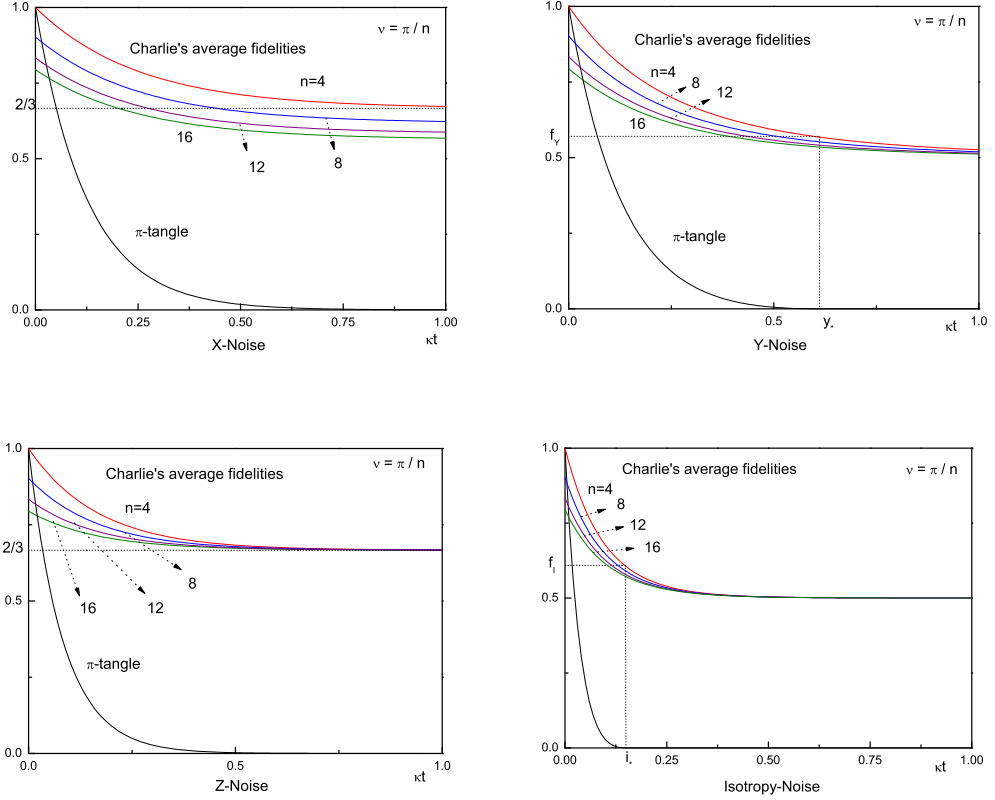 1.0
ν = π / n
Charlie's average fidelities
n=4
2/3
16
12
8
0.5
π-tangle
0.0
0.00 0.25 0.50 0.75 1.00
κt
X-Noise
1.0
ν = π / n
Charlie's average fidelities
n=4
8
12
16
f_Y
0.5
π-tangle
0.0
0.0 0.5 y* 1.0
κt
Y-Noise
1.0
ν = π / n
Charlie's average fidelities
n=4
2/3
8
16 12
0.5
π-tangle
0.0
0.0 0.5 1.0
κt
Z-Noise
1.0
Charlie's average fidelities
ν = π / n
n=4
8
12
16
f_I
0.5
0.0
0.00 i* 0.25 0.50 0.75 1.00
κt
Isotropy-Noise